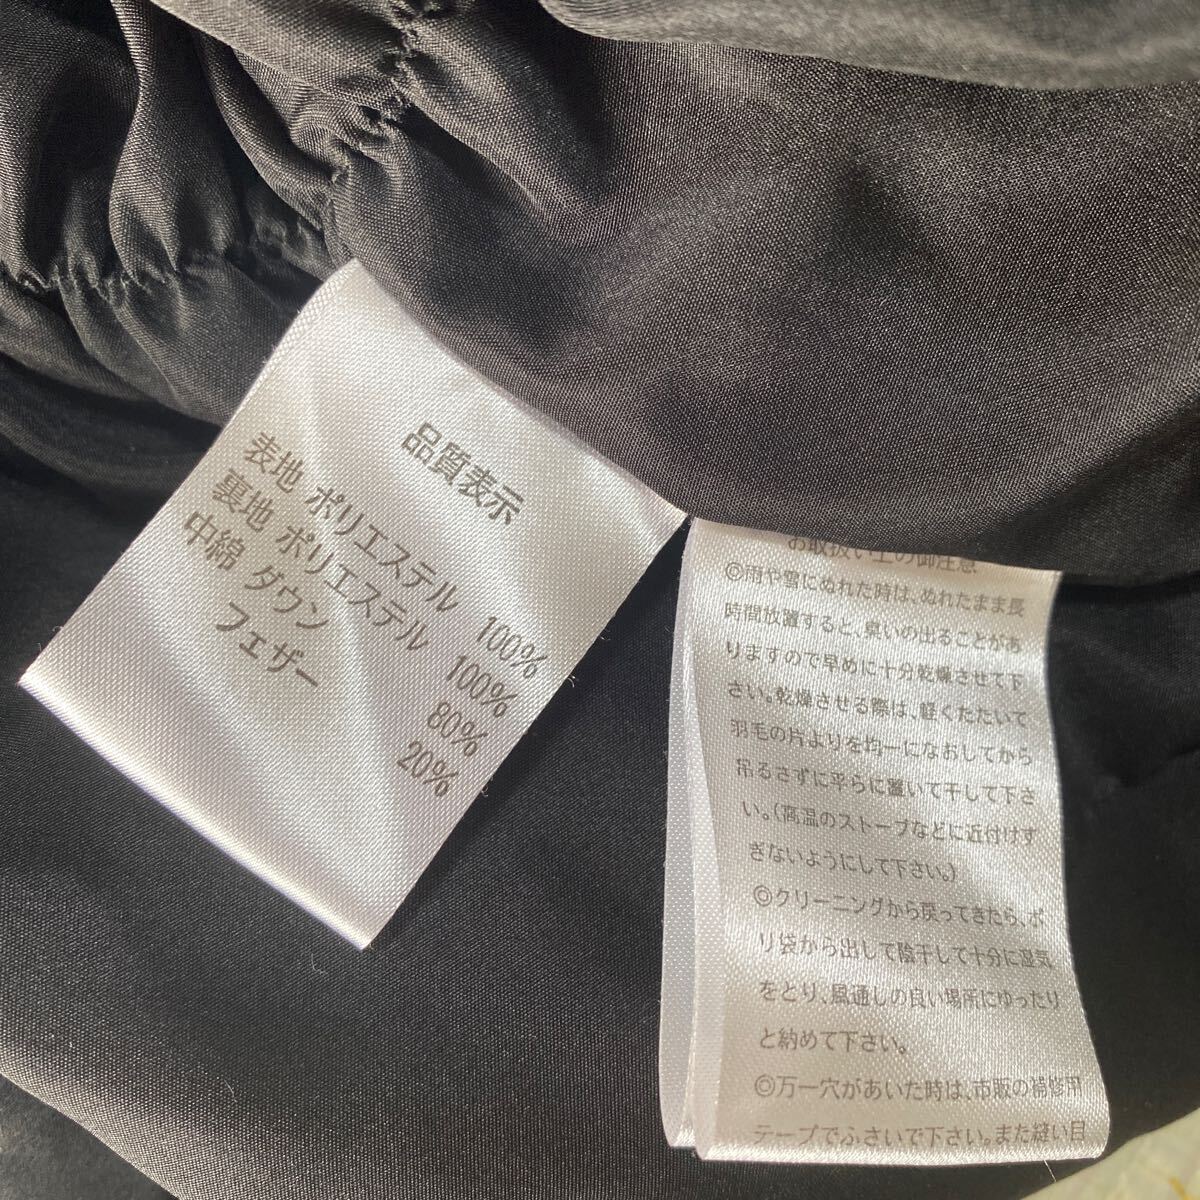 品質表示
表地 ポリエステル 100%
裏地 ポリエステル 100%
中綿 ダウン 80%
フェザー 20%
お取扱い上の御注意
◎雨や雪にぬれた時は、ぬれたまま長
時間放置すると、臭いの出ることがあ
りますので早めに十分乾燥させて下
さい。乾燥させる際は、軽くたたいて
羽毛の片よりを均一になおしてから
吊るさずに平らに置いて干して下さ
い。(高温のストーブなどに近付けす
ぎないようにして下さい。)
◎クリーニングから戻ってきたら、ポ
リ袋から出して陰干して十分に湿気
をとり、風通しの良い場所にゆったり
と納めて下さい。
◎万一穴があいた時は、市販の補修用
テープでふさいで下さい。また縫い目